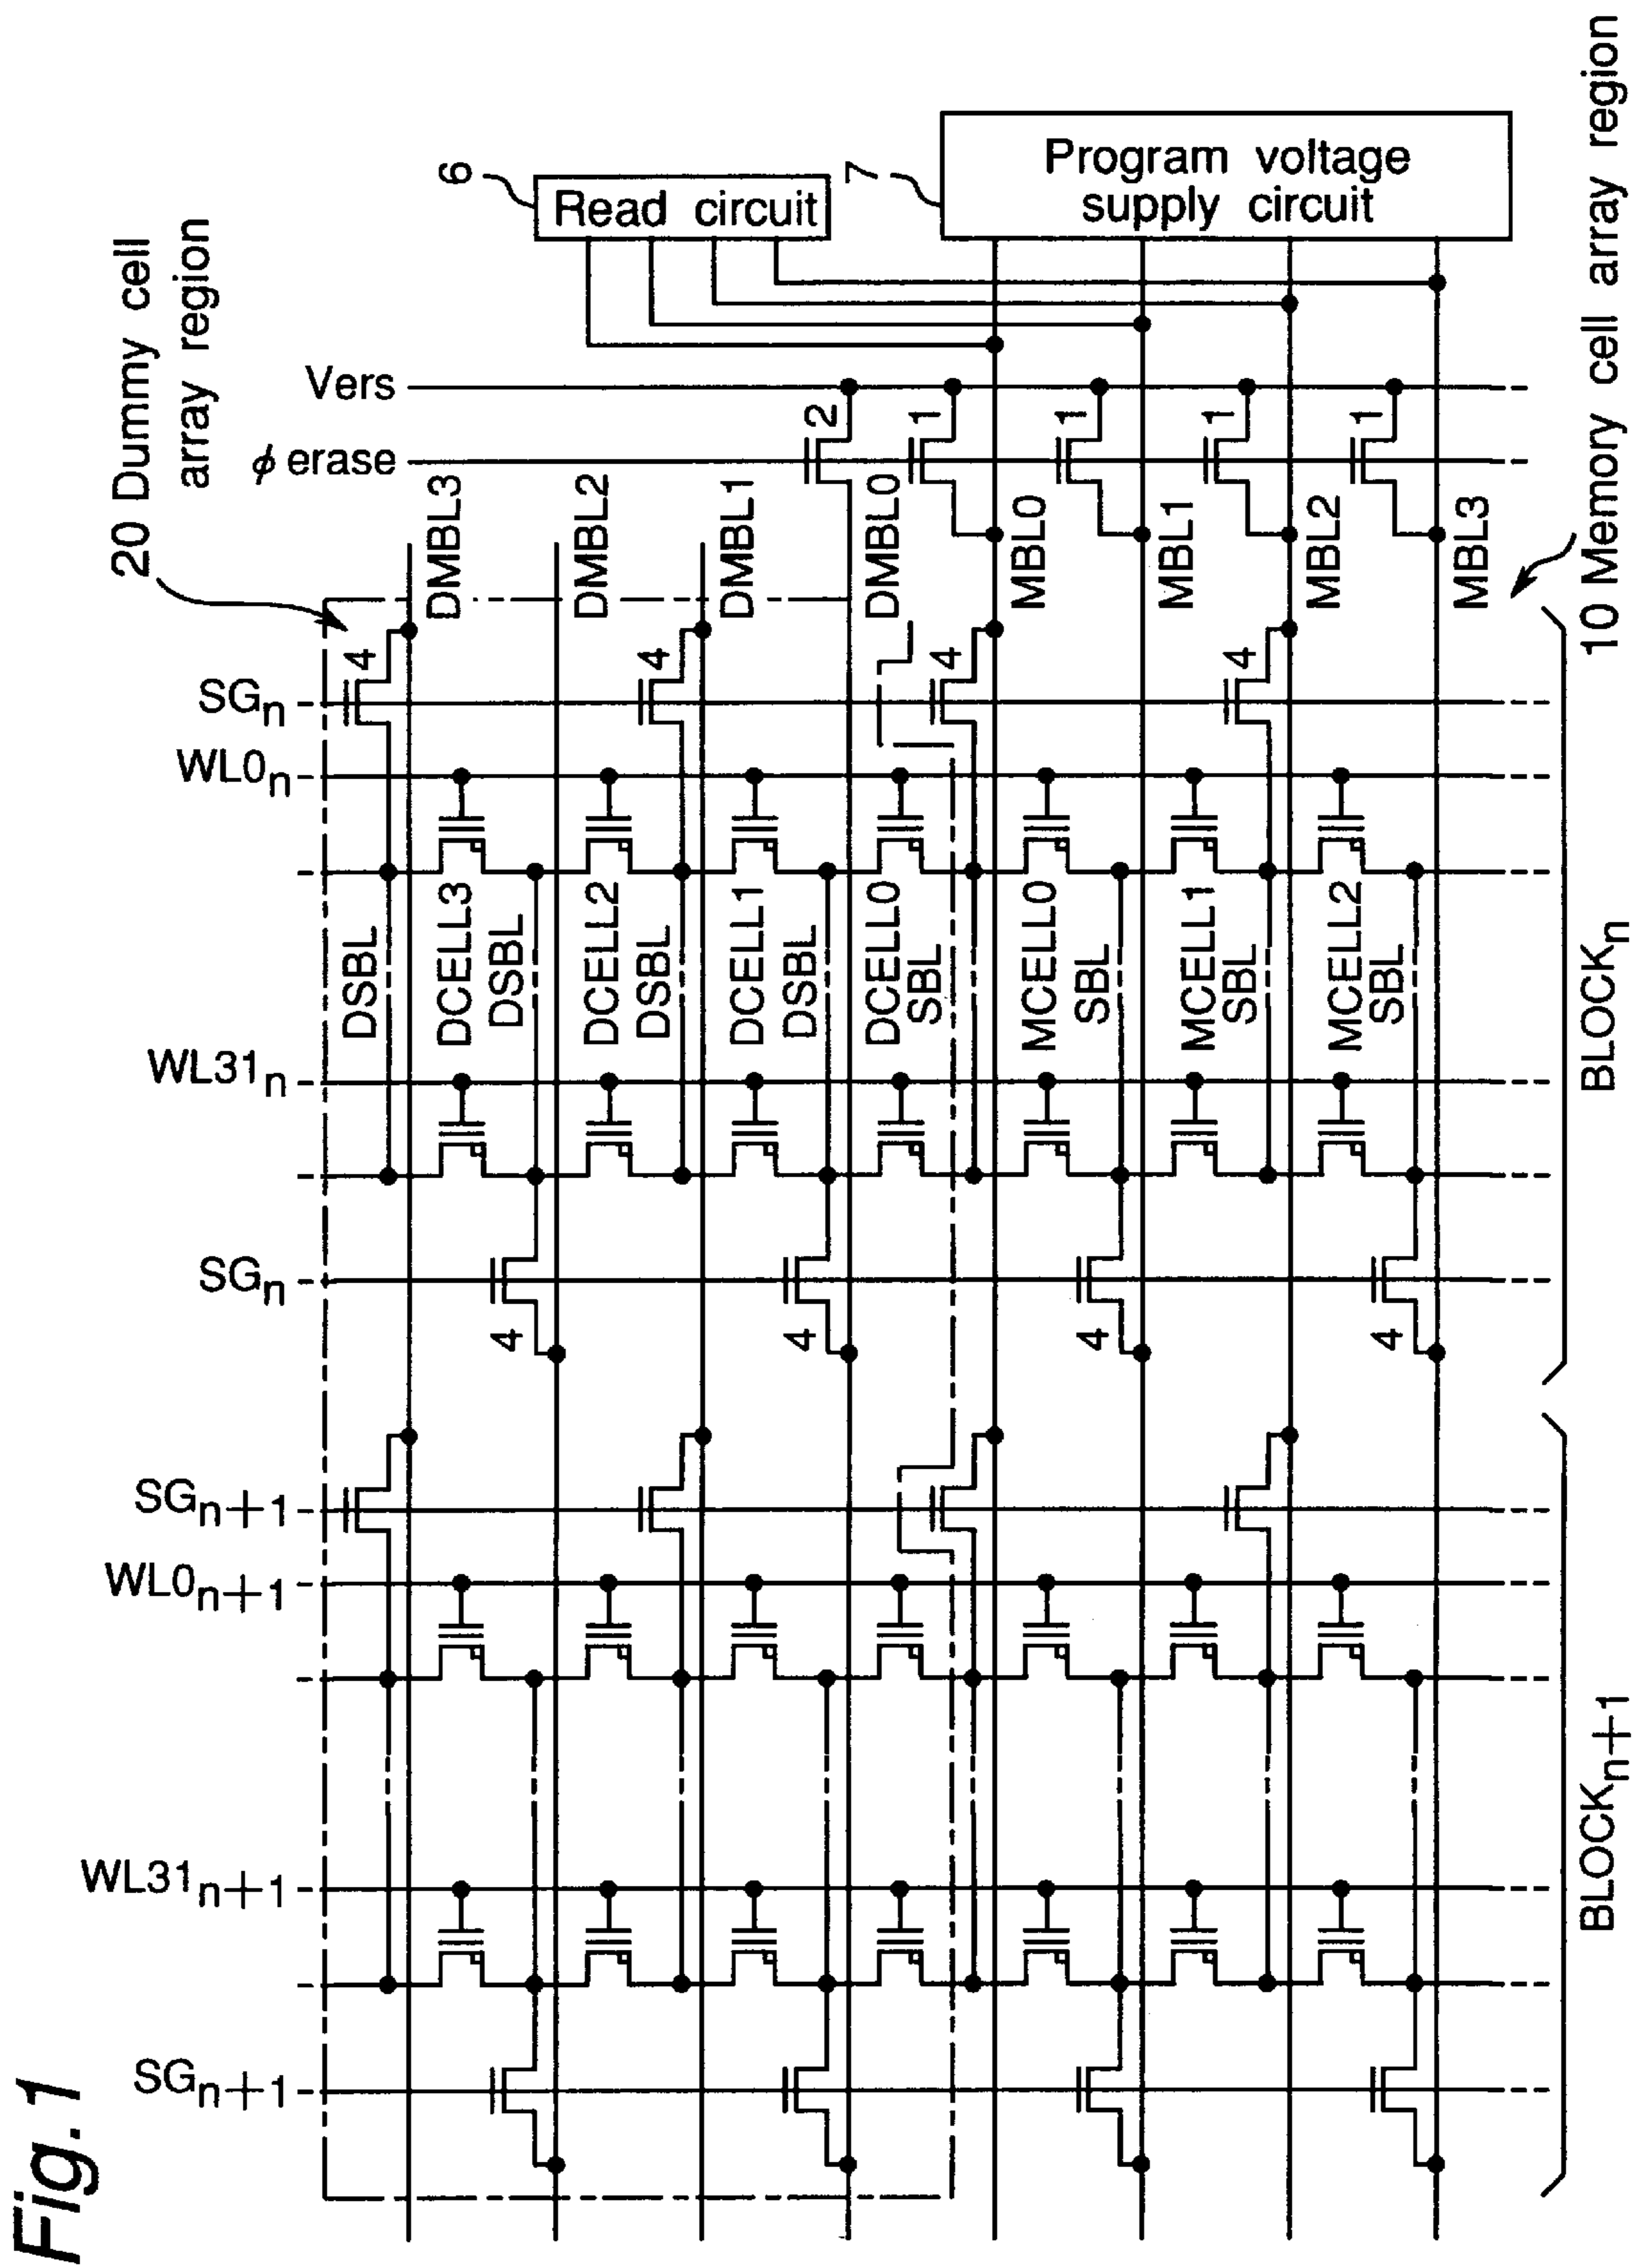 Fig.1
20 Dummy cell
array region
6
Read circuit
7
Program voltage
supply circuit
10 Memory cell array region
Vers
ϕ erase
2
1
1
1
1
DMBL3
DMBL2
DMBL1
DMBL0
MBL0
MBL1
MBL2
MBL3
SGn
4
4
4
4
WL0n
DSBL
DCELL3
DSBL
DCELL2
DSBL
DCELL1
DSBL
DCELL0
SBL
MCELL0
SBL
MCELL1
SBL
MCELL2
SBL
WL31n
SGn
4
4
4
4
BLOCKn
SGn+1
WL0n+1
WL31n+1
SGn+1
BLOCKn+1